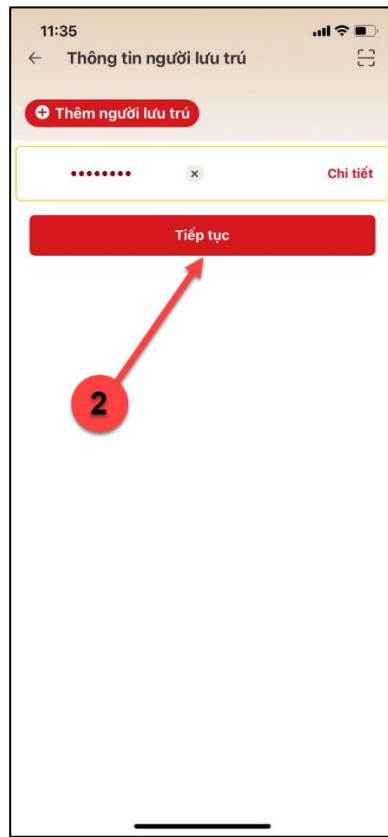 11:35
Thông tin người lưu trú
Thêm người lưu trú
•••••••• x Chi tiết
Tiếp tục
2